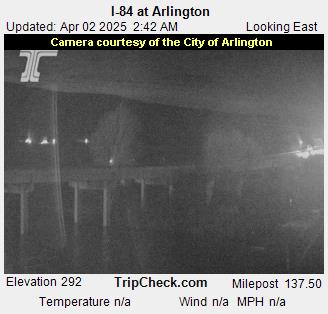 I-84 at Arlington
Updated: Apr 02 2025 2:42 AM Looking East
Camera courtesy of the City of Arlington
Elevation 292 TripCheck.com Milepost 137.50
Temperature n/a Wind n/a MPH n/a